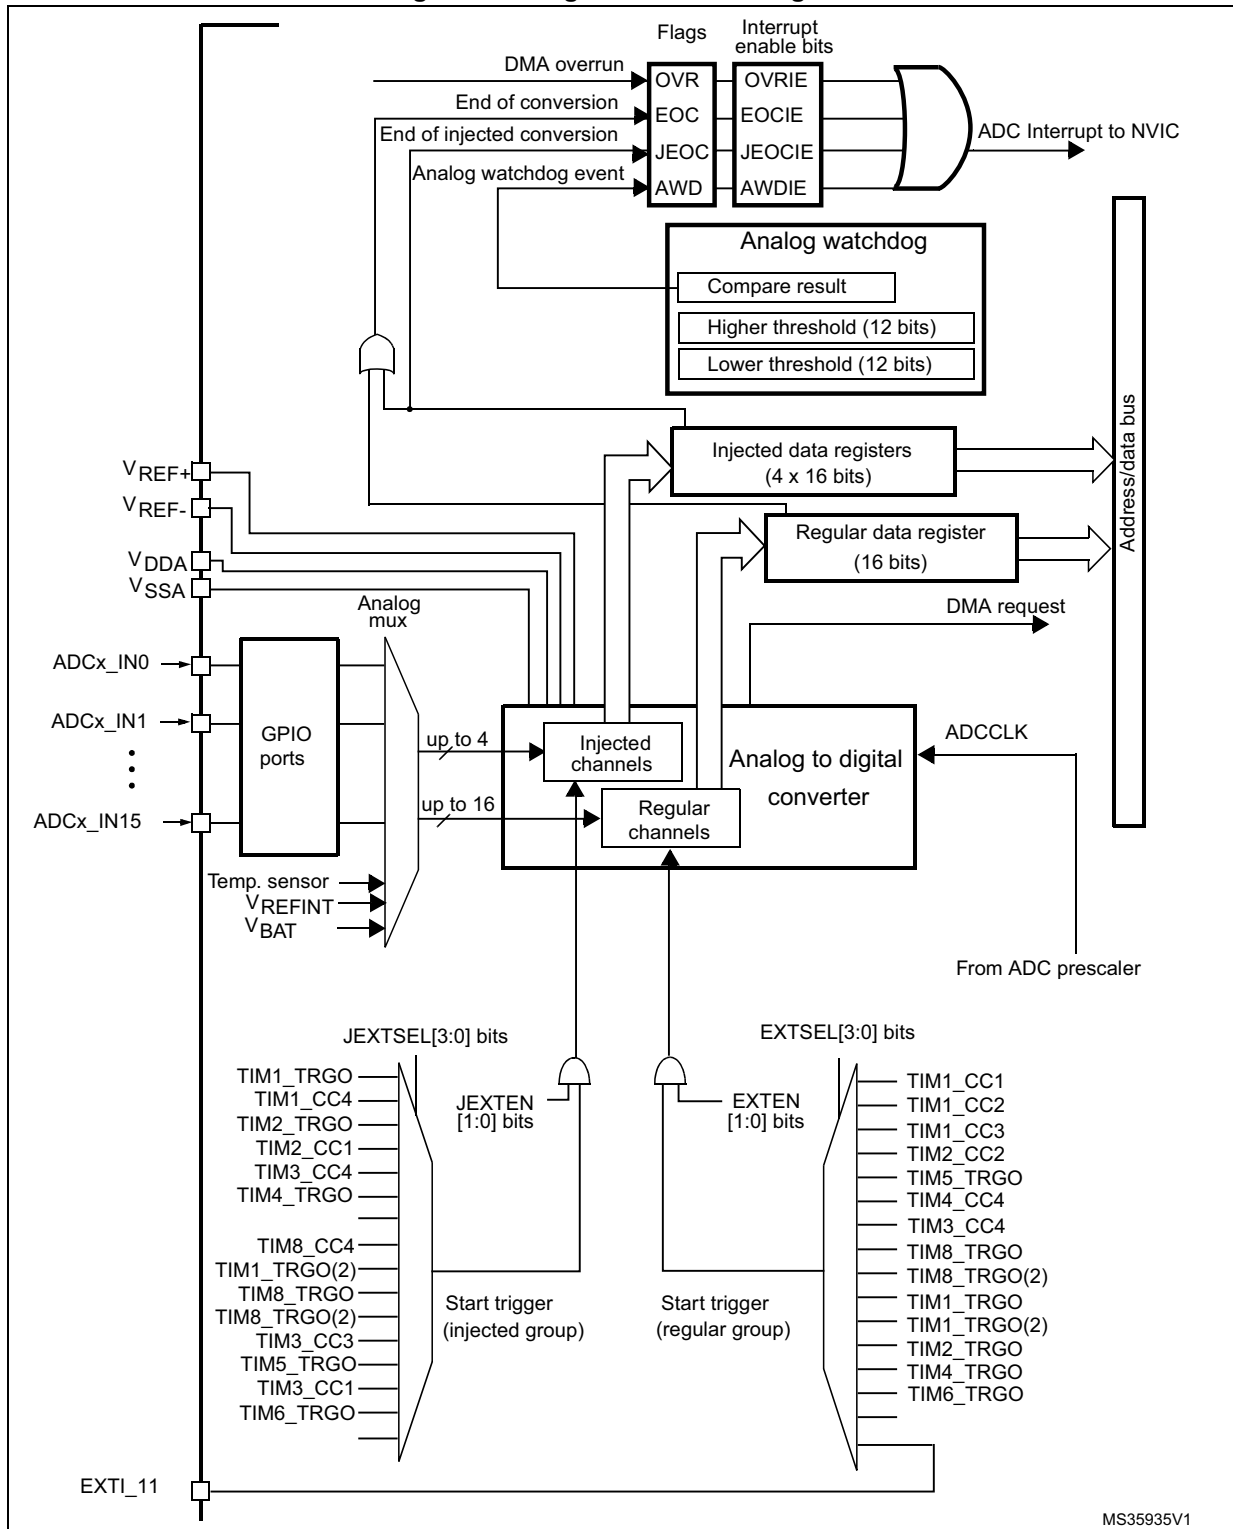 Flags
Interrupt
enable bits
DMA overrun
OVR
OVRIE
End of conversion
EOC
EOCIE
End of injected conversion
JEOC
JEOCIE
ADC Interrupt to NVIC
Analog watchdog event
AWD
AWDIE
Analog watchdog
Compare result
Higher threshold (12 bits)
Lower threshold (12 bits)
Address/data bus
Injected data registers
(4 x 16 bits)
VREF+
VREF-
Regular data register
(16 bits)
VDDA
VSSA
Analog
mux
DMA request
ADCx_IN0
ADCx_IN1
GPIO
ports
up to 4
Injected
channels
Analog to digital
converter
ADCCLK
ADCx_IN15
up to 16
Regular
channels
Temp. sensor
VREFINT
VBAT
From ADC prescaler
JEXTSEL[3:0] bits
EXTSEL[3:0] bits
JEXTEN
[1:0] bits
EXTEN
[1:0] bits
TIM1_TRGO
TIM1_CC4
TIM2_TRGO
TIM2_CC1
TIM3_CC4
TIM4_TRGO
TIM8_CC4
TIM1_TRGO(2)
TIM8_TRGO
TIM8_TRGO(2)
TIM3_CC3
TIM5_TRGO
TIM3_CC1
TIM6_TRGO
Start trigger
(injected group)
Start trigger
(regular group)
TIM1_CC1
TIM1_CC2
TIM1_CC3
TIM2_CC2
TIM5_TRGO
TIM4_CC4
TIM3_CC4
TIM8_TRGO
TIM8_TRGO(2)
TIM1_TRGO
TIM1_TRGO(2)
TIM2_TRGO
TIM4_TRGO
TIM6_TRGO
EXTI_11
MS35935V1